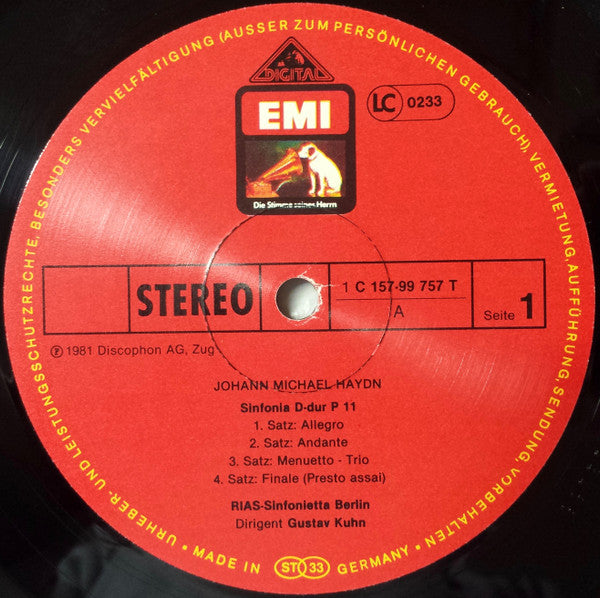 DIGITAL
EMI
LC 0233
Die Stimme seines Herrn
STEREO
1 C 157-99 757 T
A
Seite 1
Ⓟ 1981 Discophon AG, Zug
JOHANN MICHAEL HAYDN
Sinfonia D-dur P 11
1. Satz: Allegro
2. Satz: Andante
3. Satz: Menuetto - Trio
4. Satz: Finale (Presto assai)
RIAS-Sinfonietta Berlin
Dirigent Gustav Kuhn
URHEBER- UND LEISTUNGSSCHUTZRECHTE, BESONDERS VERVIELFÄLTIGUNG (AUSSER ZUM PERSÖNLICHEN GEBRAUCH), VERMIETUNG, AUFFÜHRUNG, SENDUNG, VORBEHALTEN •
• MADE IN GERMANY •
ST 33